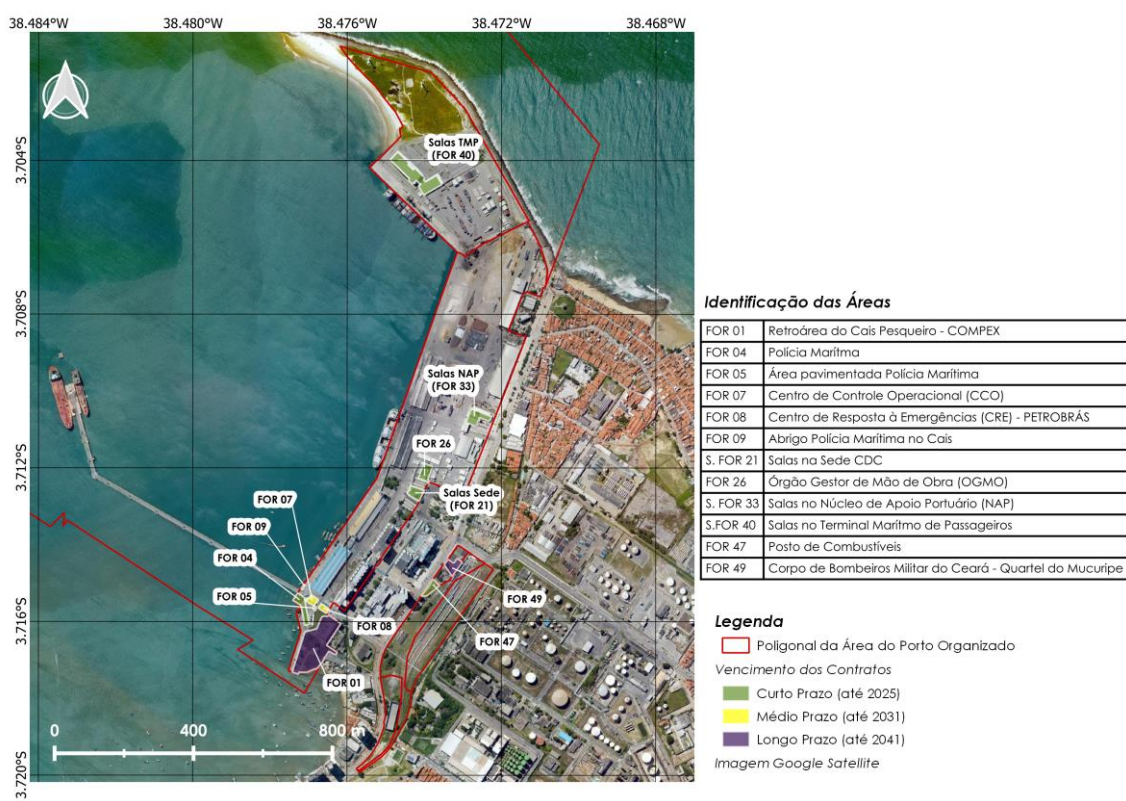 38.484°W 38.480°W 38.476°W 38.472°W 38.468°W
3.704°S
3.708°S
3.712°S
3.716°S
3.720°S
Salas TMP
(FOR 40)
Salas NAP
(FOR 33)
FOR 26
Salas Sede
(FOR 21)
FOR 07
FOR 09
FOR 04
FOR 05
FOR 08
FOR 49
FOR 47
FOR 01
0 400 800 m
Identificação das Áreas
FOR 01 Retroárea do Cais Pesqueiro - COMPEX
FOR 04 Polícia Marítma
FOR 05 Área pavimentada Polícia Marítima
FOR 07 Centro de Controle Operacional (CCO)
FOR 08 Centro de Resposta à Emergências (CRE) - PETROBRÁS
FOR 09 Abrigo Polícia Marítima no Cais
S. FOR 21 Salas na Sede CDC
FOR 26 Órgão Gestor de Mão de Obra (OGMO)
S. FOR 33 Salas no Núcleo de Apoio Portuário (NAP)
S.FOR 40 Salas no Terminal Marítmo de Passageiros
FOR 47 Posto de Combustíveis
FOR 49 Corpo de Bombeiros Militar do Ceará - Quartel do Mucuripe
Legenda
Poligonal da Área do Porto Organizado
Vencimento dos Contratos
Curto Prazo (até 2025)
Médio Prazo (até 2031)
Longo Prazo (até 2041)
Imagem Google Satellite